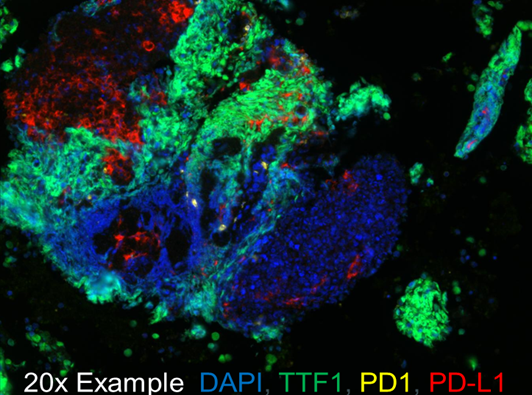 20x Example DAPI, TTF1, PD1, PD-L1